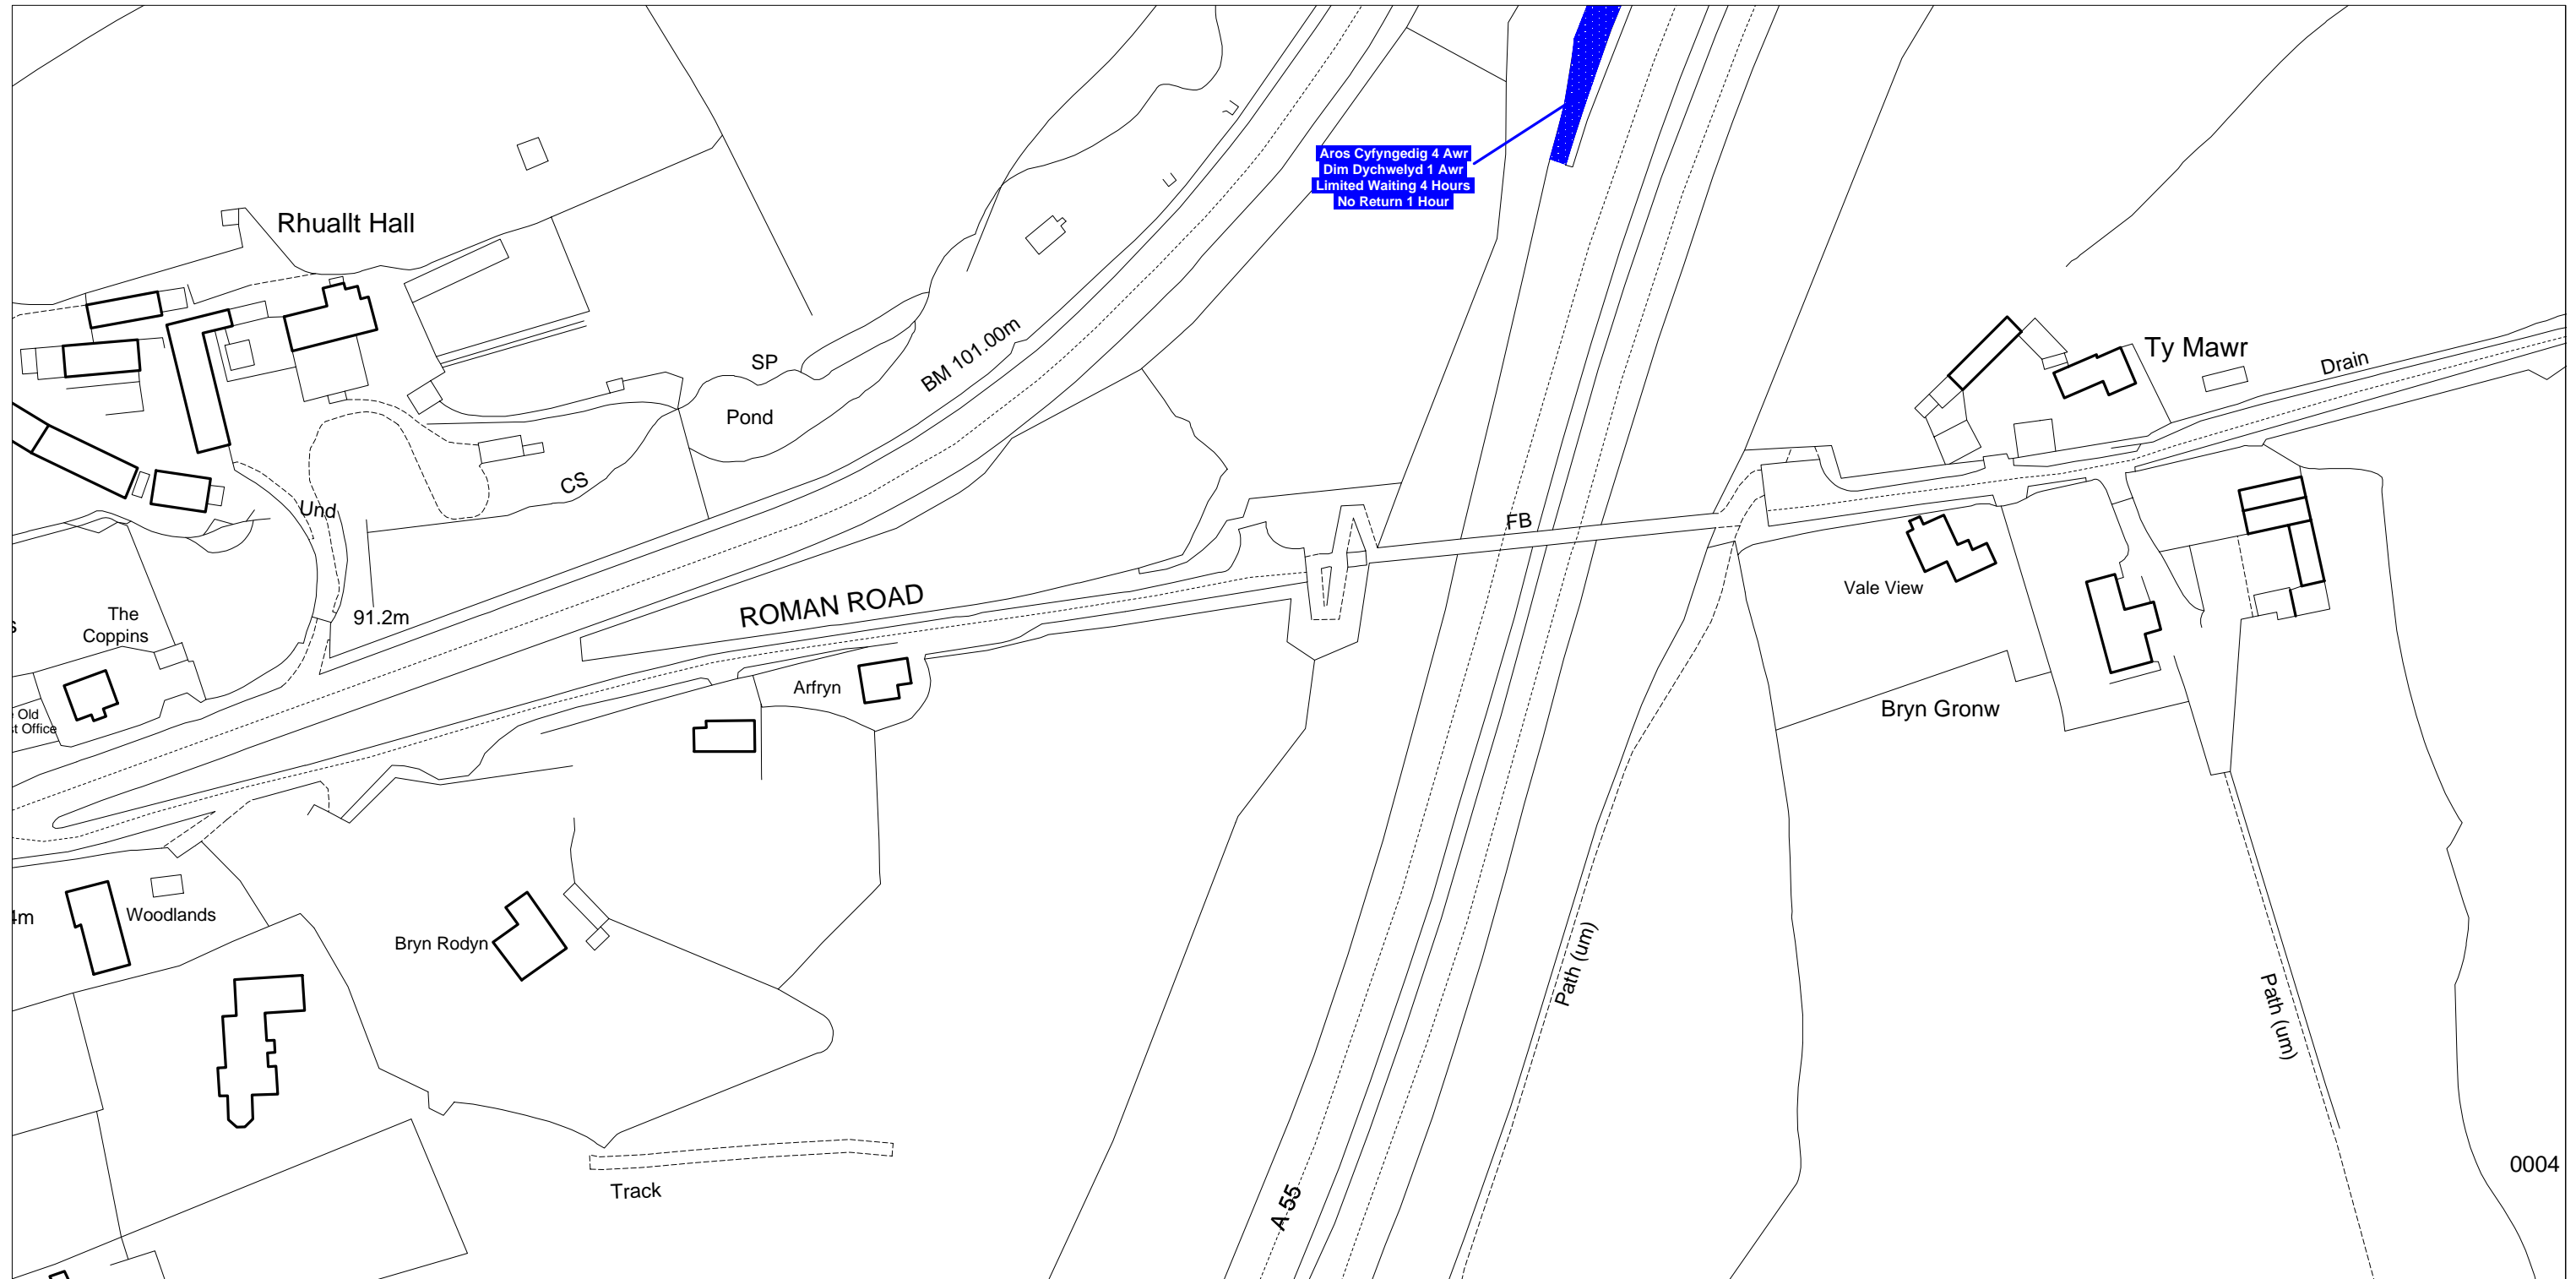 Aros Cyfyngedig 4 Awr
Dim Dychwelyd 1 Awr
Limited Waiting 4 Hours
No Return 1 Hour
Rhuallt Hall
SP
BM 101.00m
Pond
CS
Und
Ty Mawr
Drain
FB
Vale View
ROMAN ROAD
The
Coppins
91.2m
Arfryn
Bryn Gronw
Old
Office
Woodlands
Bryn Rodyn
Path (um)
Path (um)
Track
A 55
0004